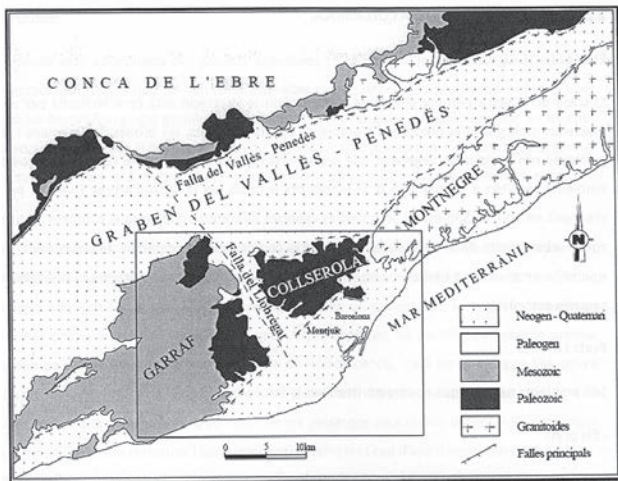 CONCA DE L'EBRE
Falla del Vallès - Penedès
GRABEN DEL VALLÈS - PENEDÈS
MONTNEGRE
Falla del Llobregat
COLLSEROLA
Barcelona
Montjuïc
MAR MEDITERRÀNIA
GARRAF
N
Neogen - Quaternari
Paleogen
Mesozoic
Paleozoic
Granitoides
Falles principals
0 5 10km